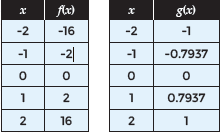 x f(x) x g(x)
-2 -16 -2 -1
-1 -2 -1 -0.7937
0 0 0 0
1 2 1 0.7937
2 16 2 1